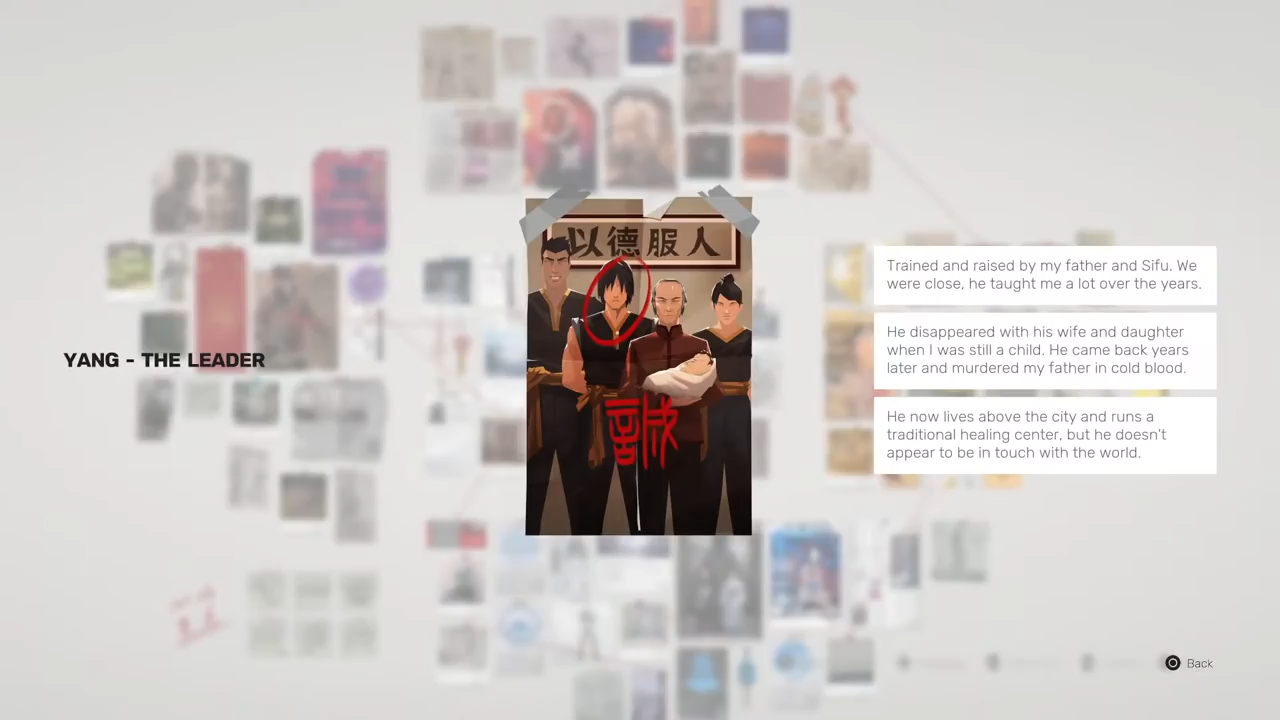 以德服人
YANG - THE LEADER
誠
Trained and raised by my father and Sifu. We
were close, he taught me a lot over the years.
He disappeared with his wife and daughter
when I was still a child. He came back years
later and murdered my father in cold blood.
He now lives above the city and runs a
traditional healing center, but he doesn't
appear to be in touch with the world.
Back